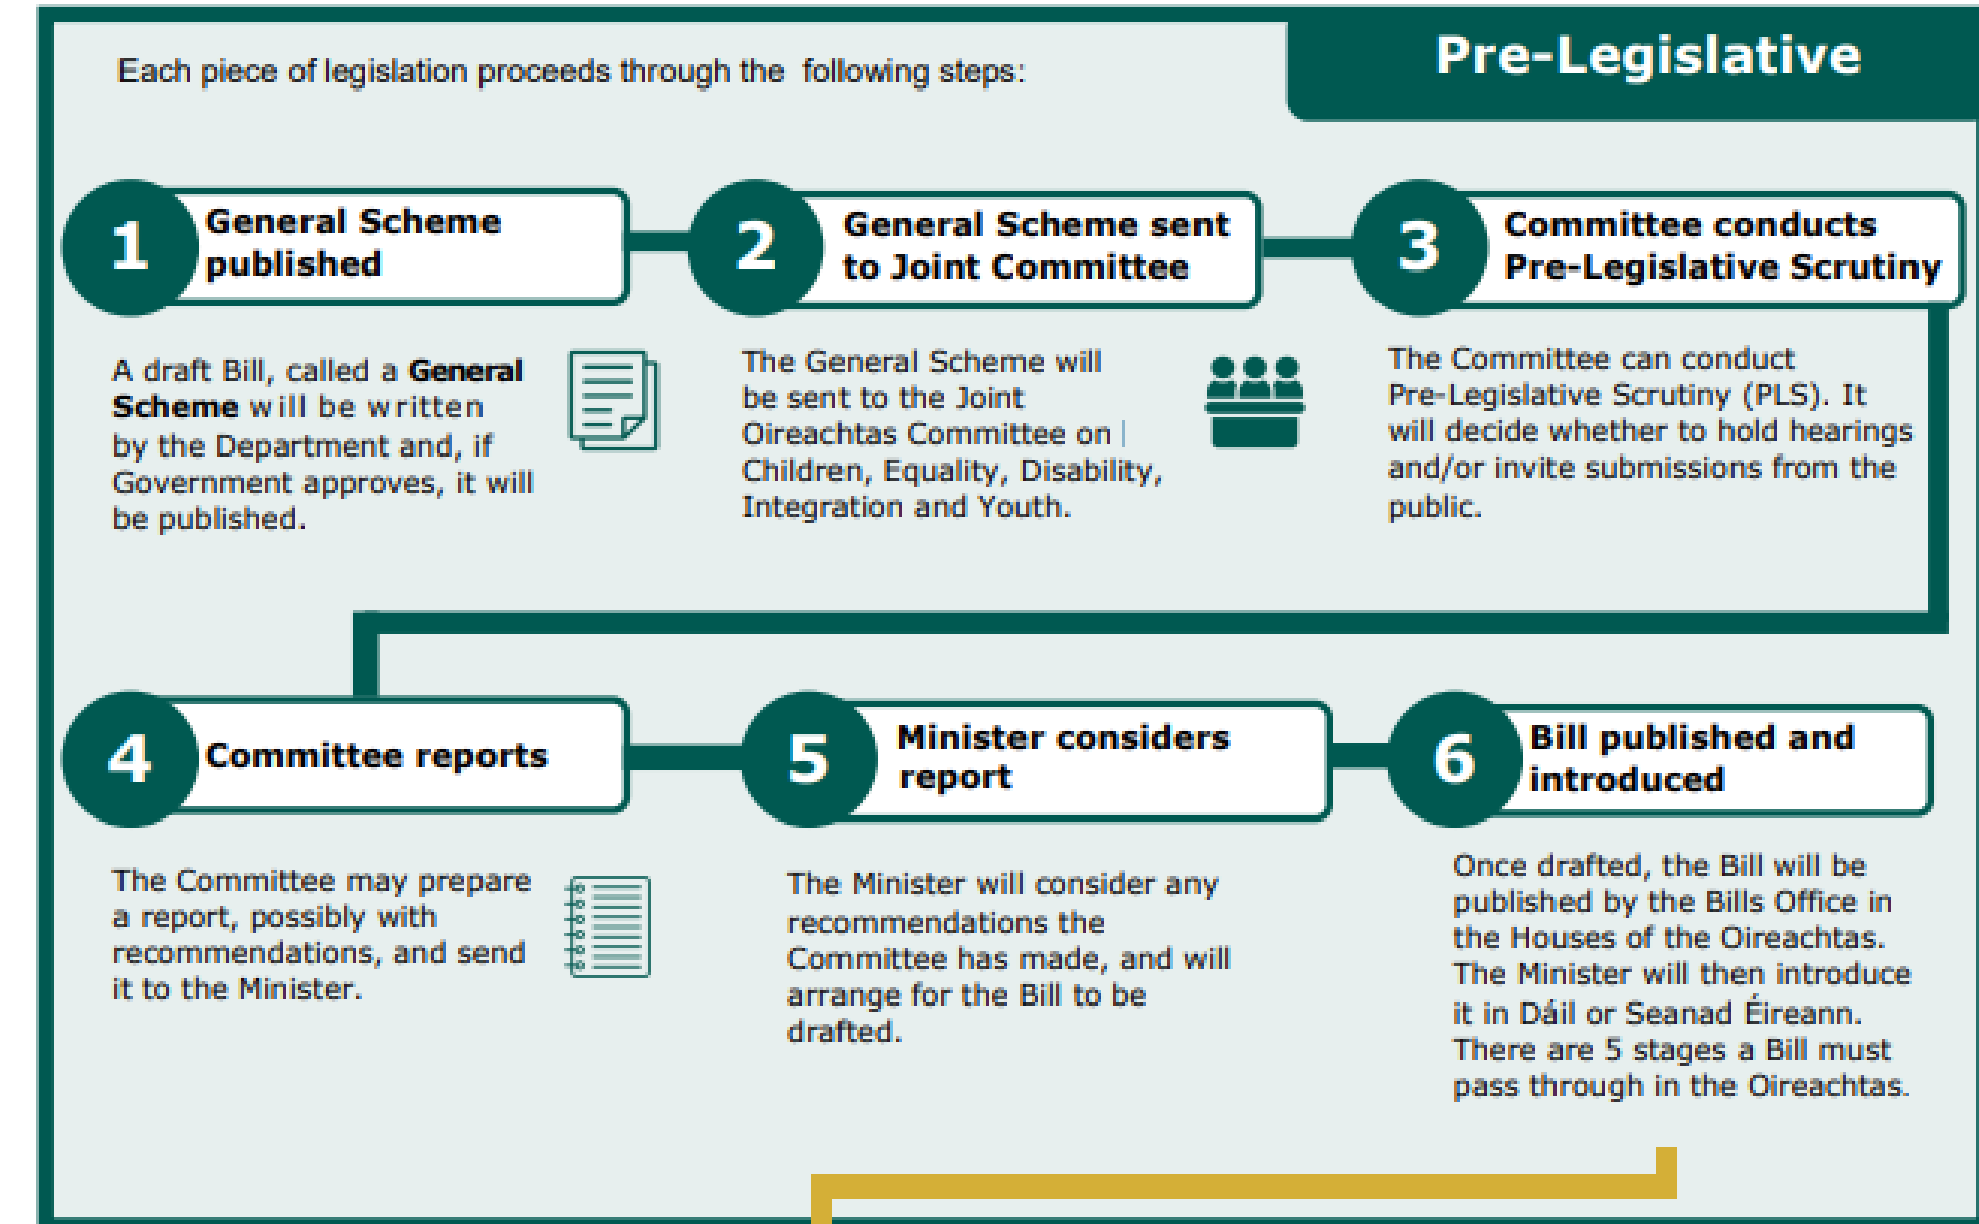 Each piece of legislation proceeds through the following steps:
Pre-Legislative
1
General Scheme
published
A draft Bill, called a General
Scheme will be written
by the Department and, if
Government approves, it will
be published.
2
General Scheme sent
to Joint Committee
The General Scheme will
be sent to the Joint
Oireachtas Committee on
Children, Equality, Disability,
Integration and Youth.
3
Committee conducts
Pre-Legislative Scrutiny
The Committee can conduct
Pre-Legislative Scrutiny (PLS). It
will decide whether to hold hearings
and/or invite submissions from the
public.
4
Committee reports
The Committee may prepare
a report, possibly with
recommendations, and send
it to the Minister.
5
Minister considers
report
The Minister will consider any
recommendations the
Committee has made, and will
arrange for the Bill to be
drafted.
6
Bill published and
introduced
Once drafted, the Bill will be
published by the Bills Office in
the Houses of the Oireachtas.
The Minister will then introduce
it in Dáil or Seanad Éireann.
There are 5 stages a Bill must
pass through in the Oireachtas.